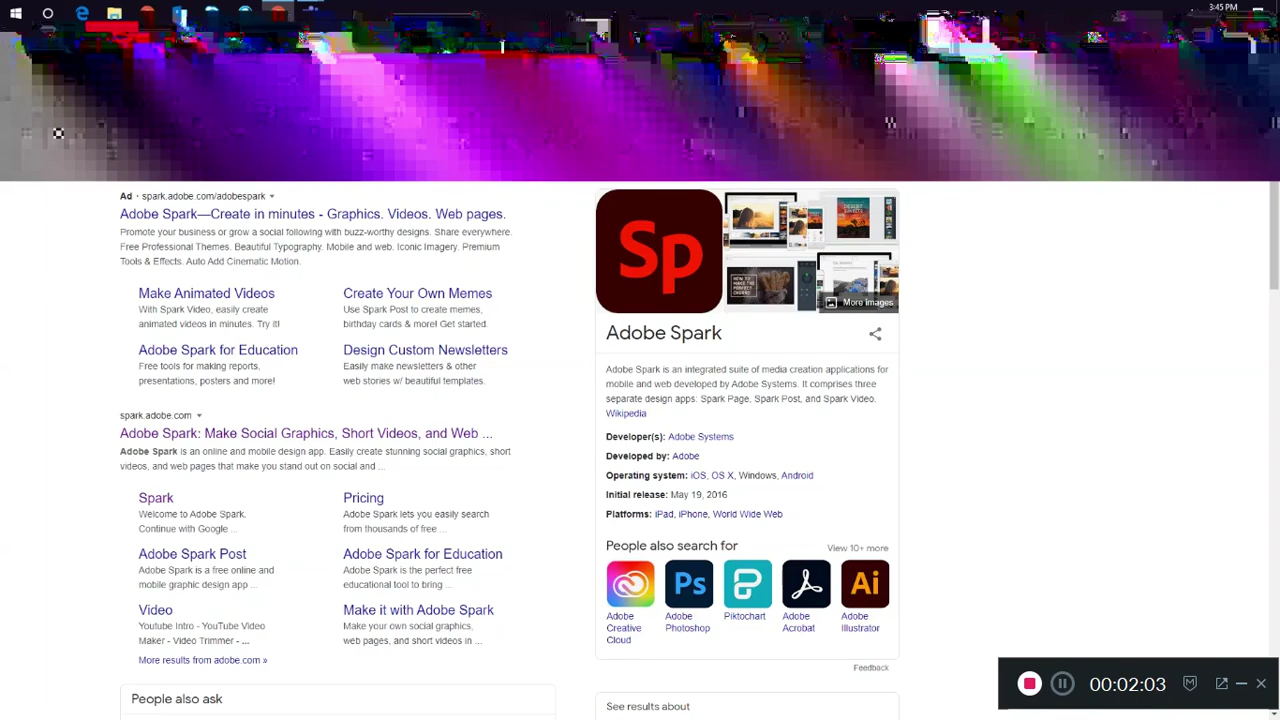 3:45 PM
Ad · spark.adobe.com/adobespark
Adobe Spark—Create in minutes - Graphics. Videos. Web pages.
Promote your business or grow a social following with buzz-worthy designs. Share everywhere.
Free Professional Themes. Beautiful Typography. Mobile and web. Iconic Imagery. Premium
Tools & Effects. Auto Add Cinematic Motion.
Make Animated Videos
With Spark Video, easily create
animated videos in minutes. Try it!
Create Your Own Memes
Use Spark Post to create memes,
birthday cards & more! Get started.
Adobe Spark for Education
Free tools for making reports,
presentations, posters and more!
Design Custom Newsletters
Easily make newsletters & other
web stories w/ beautiful templates.
spark.adobe.com
Adobe Spark: Make Social Graphics, Short Videos, and Web ...
Adobe Spark is an online and mobile design app. Easily create stunning social graphics, short
videos, and web pages that make you stand out on social and ...
Spark
Welcome to Adobe Spark.
Continue with Google ...
Pricing
Adobe Spark lets you easily search
from thousands of free ...
Adobe Spark Post
Adobe Spark is a free online and
mobile graphic design app ...
Adobe Spark for Education
Adobe Spark is the perfect free
educational tool to bring ...
Video
Youtube Intro - YouTube Video
Maker - Video Trimmer - ...
Make it with Adobe Spark
Make your own social graphics,
web pages, and short videos in ...
More results from adobe.com »
People also ask
Sp
More images
Adobe Spark
Adobe Spark is an integrated suite of media creation applications for
mobile and web developed by Adobe Systems. It comprises three
separate design apps: Spark Page, Spark Post, and Spark Video.
Wikipedia
Developer(s): Adobe Systems
Developed by: Adobe
Operating system: iOS, OS X, Windows, Android
Initial release: May 19, 2016
Platforms: iPad, iPhone, World Wide Web
People also search for
View 10+ more
Ps
Ai
Adobe
Creative
Cloud
Adobe
Photoshop
Piktochart
Adobe
Acrobat
Adobe
Illustrator
Feedback
See results about
00:02:03